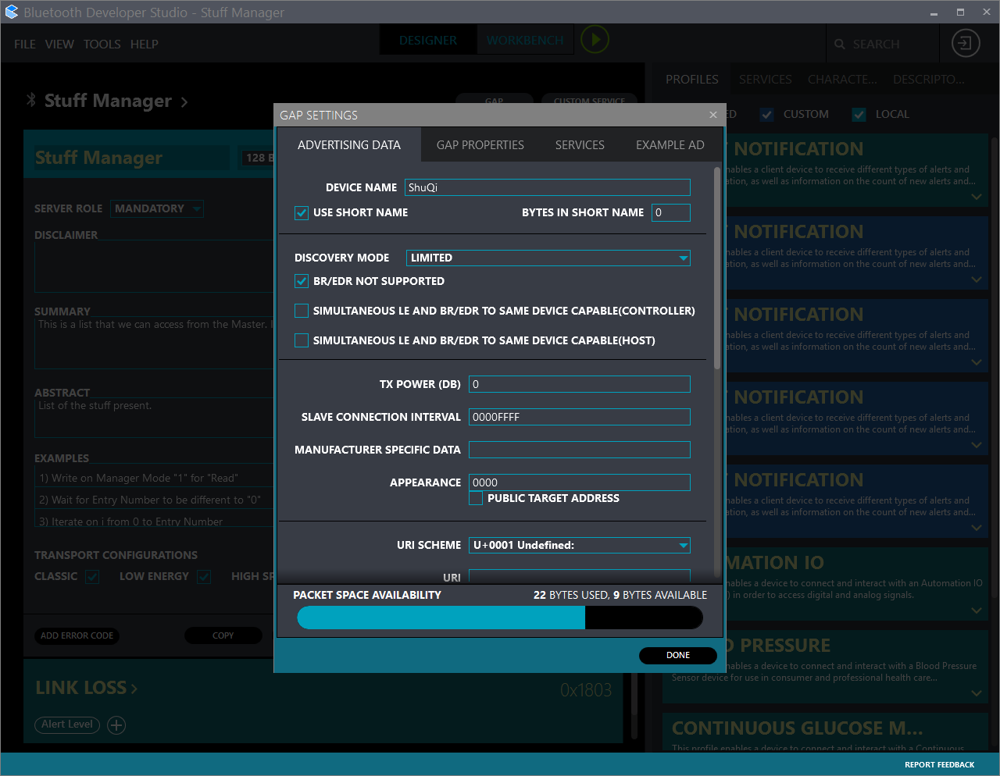 Bluetooth Developer Studio - Stuff Manager
FILE VIEW TOOLS HELP
DESIGNER WORKBENCH
SEARCH
Stuff Manager
GAP
CUSTOM SERVICE
PROFILES SERVICES CHARACTE... DESCRIPTO...
CUSTOM LOCAL
Stuff Manager
128 B
SERVER ROLE MANDATORY
DISCLAIMER
SUMMARY
This is a list that we can access from the Master. I
ABSTRACT
List of the stuff present.
EXAMPLES
1) Write on Manager Mode "1" for "Read"
2) Wait for Entry Number to be different to "0"
3) Iterate on i from 0 to Entry Number
TRANSPORT CONFIGURATIONS
CLASSIC LOW ENERGY HIGH SP
ADD ERROR CODE COPY
LINK LOSS 0x1803
Alert Level
GAP SETTINGS
ADVERTISING DATA GAP PROPERTIES SERVICES EXAMPLE AD
DEVICE NAME ShuQi
USE SHORT NAME BYTES IN SHORT NAME 0
DISCOVERY MODE LIMITED
BR/EDR NOT SUPPORTED
SIMULTANEOUS LE AND BR/EDR TO SAME DEVICE CAPABLE(CONTROLLER)
SIMULTANEOUS LE AND BR/EDR TO SAME DEVICE CAPABLE(HOST)
TX POWER (DB) 0
SLAVE CONNECTION INTERVAL 0000FFFF
MANUFACTURER SPECIFIC DATA
APPEARANCE 0000
PUBLIC TARGET ADDRESS
URI SCHEME U+0001 Undefined:
URI
PACKET SPACE AVAILABILITY 22 BYTES USED, 9 BYTES AVAILABLE
DONE
NOTIFICATION
enables a client device to receive different types of alerts and
ation, as well as information on the count of new alerts and...
NOTIFICATION
nables a client device to receive different types of alerts and
ation, as well as information on the count of new alerts and...
NOTIFICATION
nables a client device to receive different types of alerts and
ation, as well as information on the count of new alerts and...
NOTIFICATION
nables a client device to receive different types of alerts and
ation, as well as information on the count of new alerts and...
NOTIFICATION
nables a client device to receive different types of alerts and
ation, as well as information on the count of new alerts and...
MATION IO
enables a device to connect and interact with an Automation IO
) in order to access digital and analog signals.
D PRESSURE
nables a device to connect and interact with a Blood Pressure
Sensor device for use in consumer and professional health care...
CONTINUOUS GLUCOSE M...
This profile enables a device to connect and interact with a Continuous
REPORT FEEDBACK